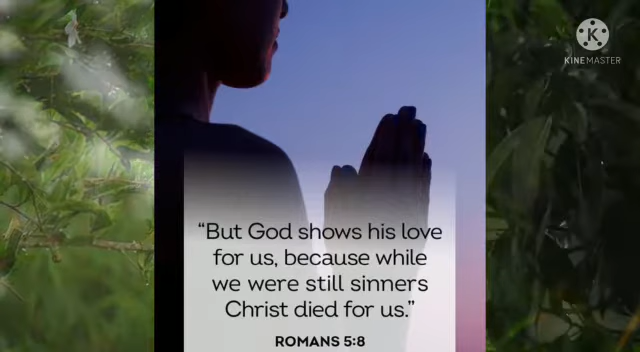 K
KINEMASTER
“But God shows his love
for us, because while
we were still sinners
Christ died for us.”
ROMANS 5:8